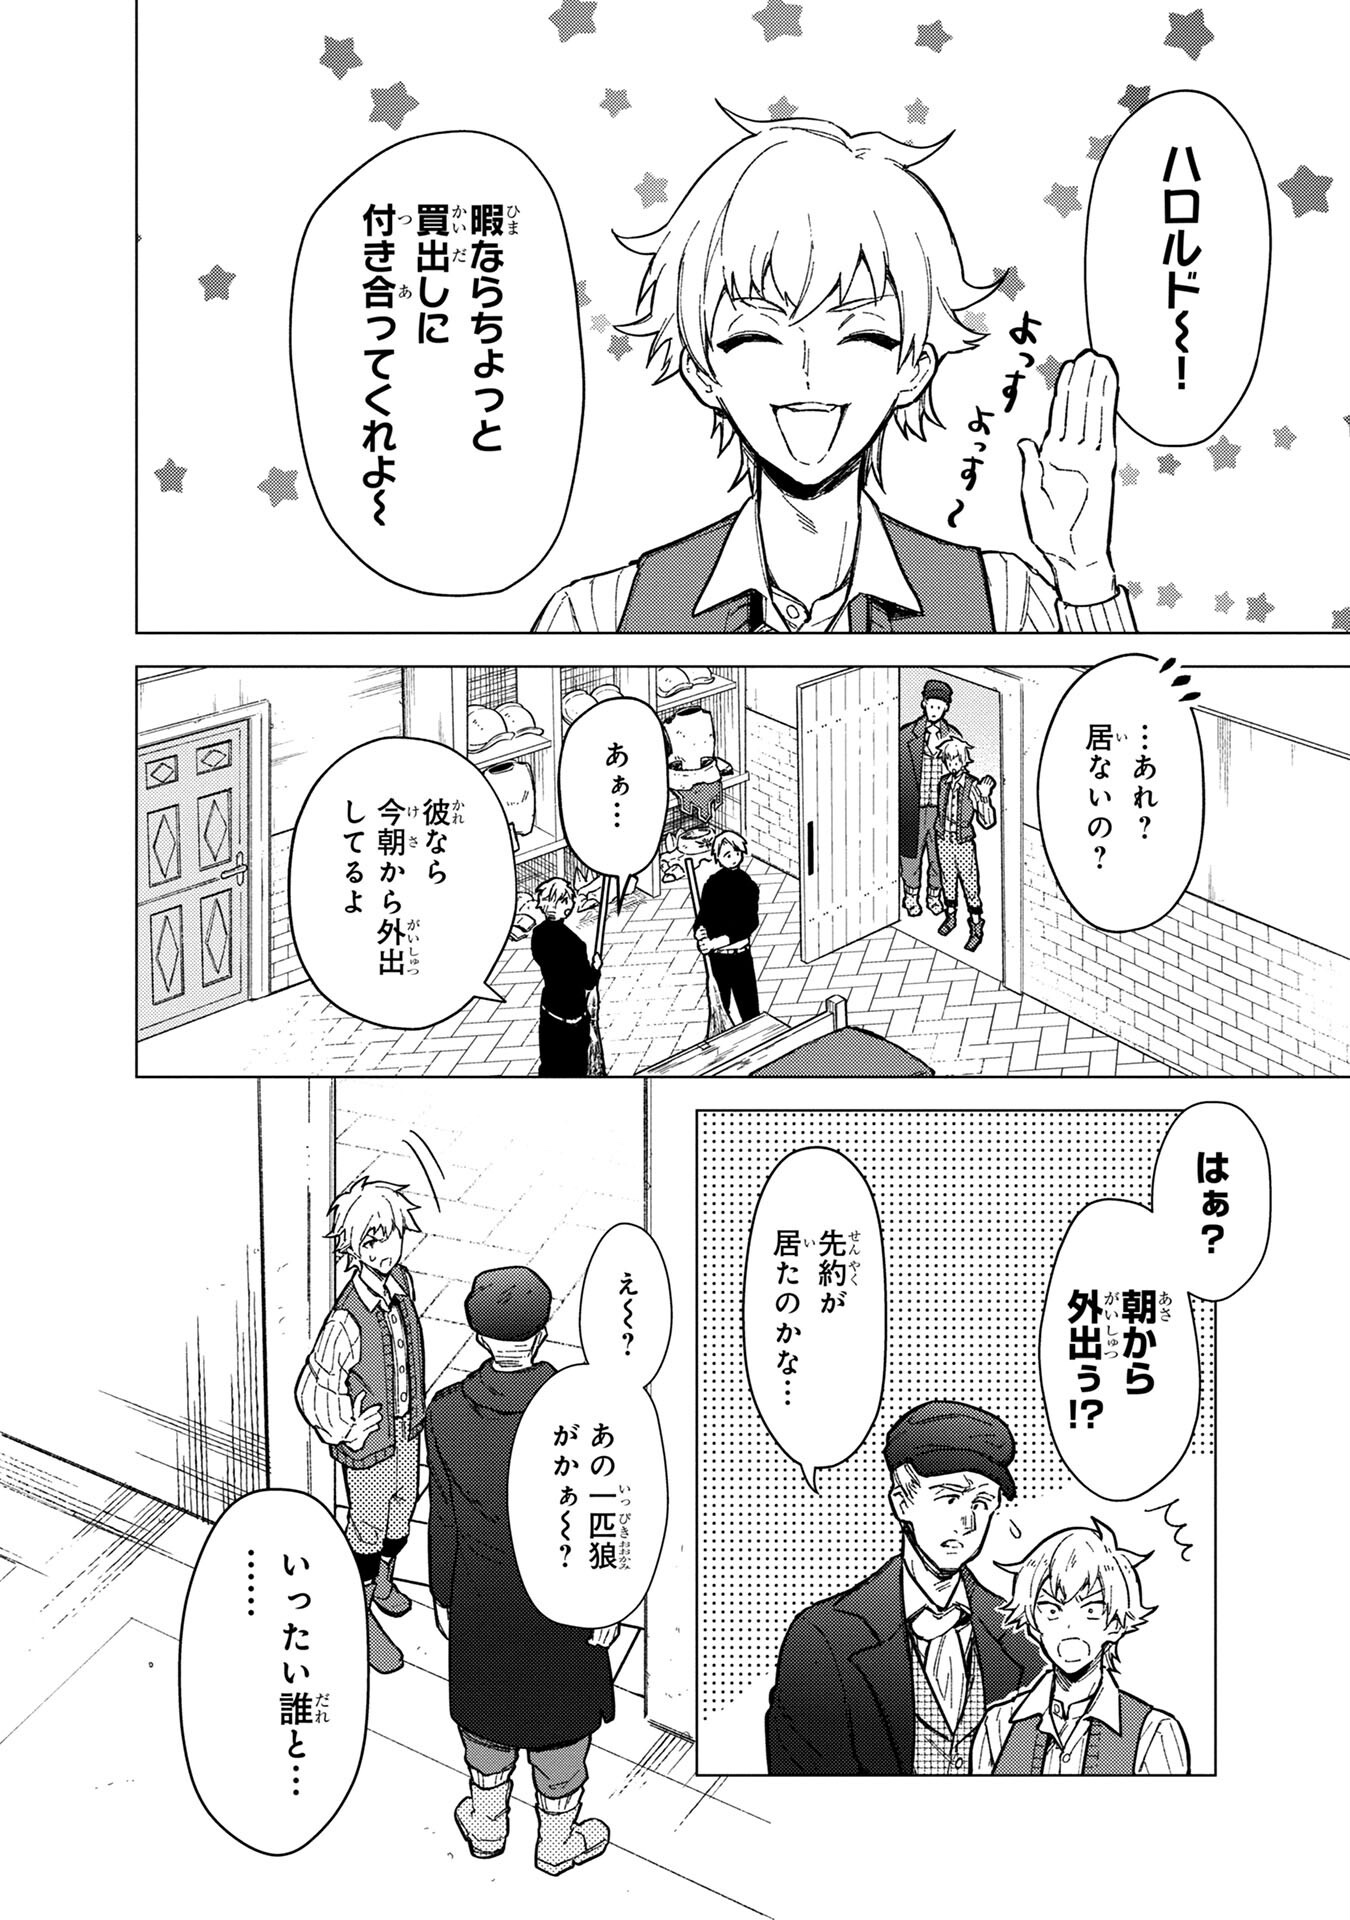 ハロルド～！
よっすよっす～
暇ならちょっと
買出しに
付き合ってくれよ～
…あれ？
居ないの？
あぁ…
彼なら
今朝から外出
してるよ
はぁ？
朝から
外出ぅ!?
先約が
居たのかな…
え～？
あの一匹狼
がかぁ～？
いったい誰と…
……